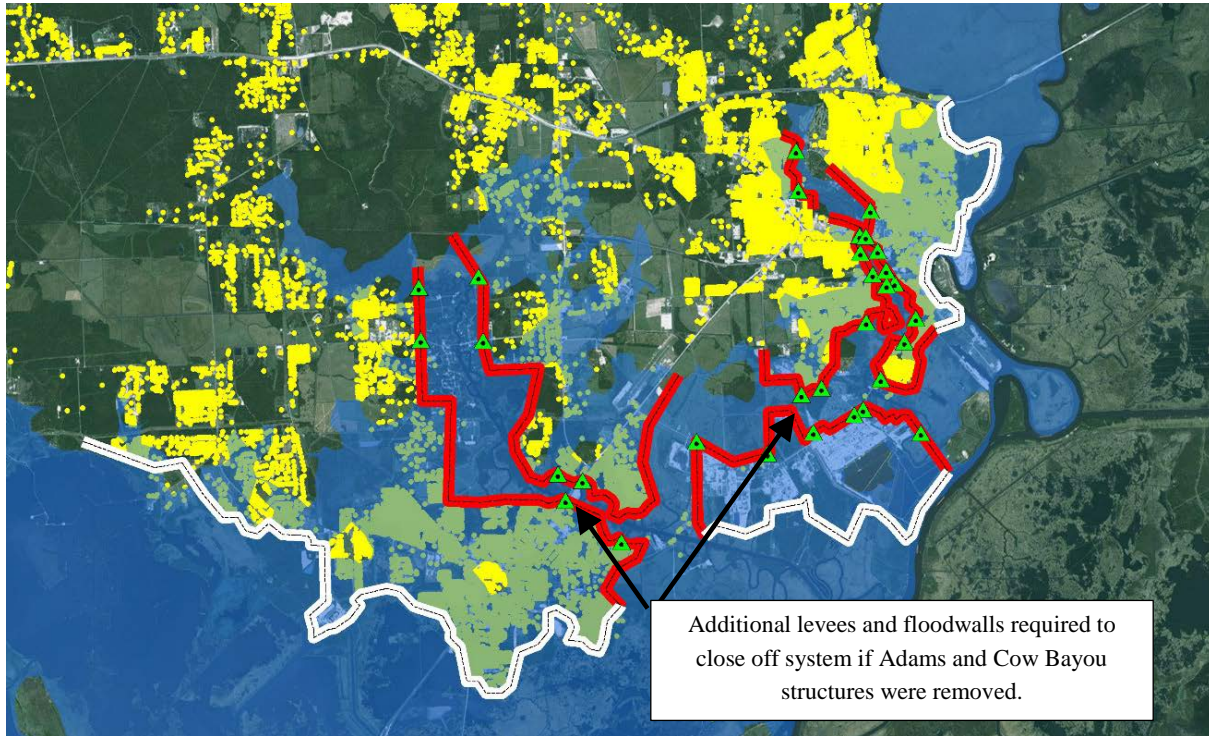 Additional levees and floodwalls required to
close off system if Adams and Cow Bayou
structures were removed.